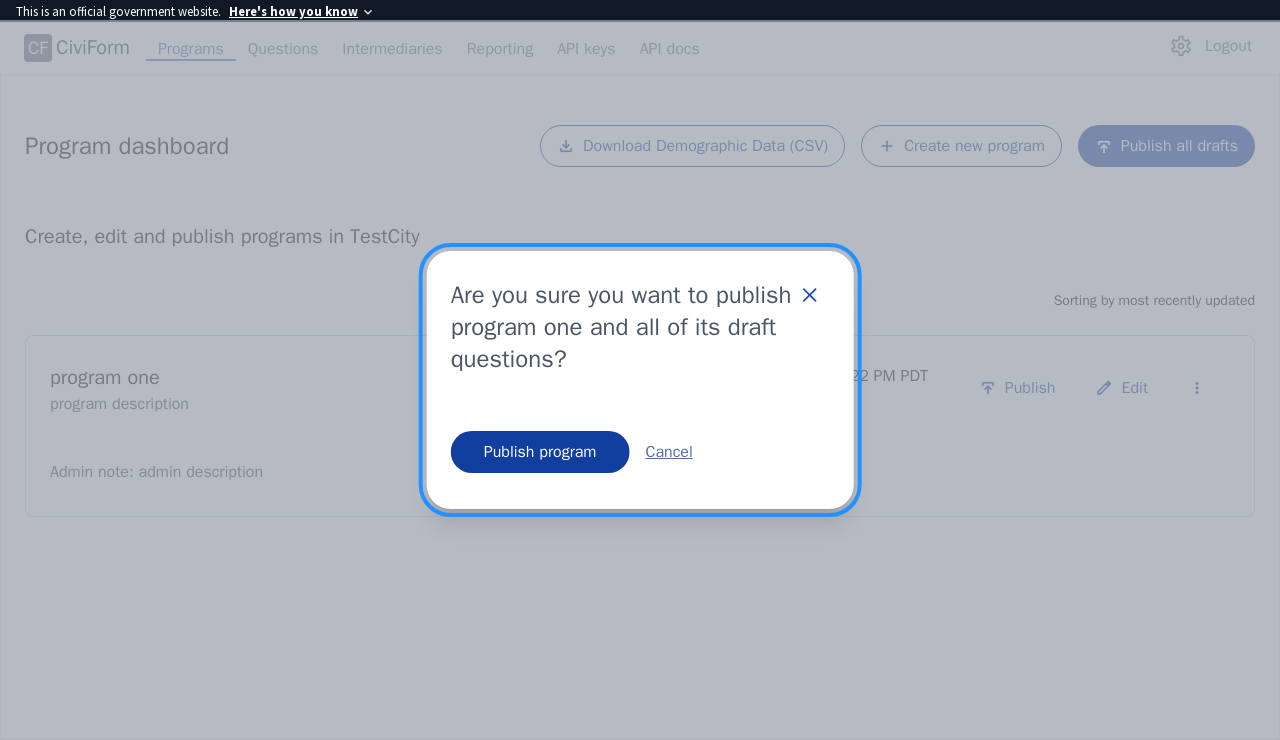 This is an official government website. Here's how you know
CF CiviForm Programs Questions Intermediaries Reporting API keys API docs Logout
Program dashboard Download Demographic Data (CSV) Create new program Publish all drafts
Create, edit and publish programs in TestCity
Are you sure you want to publish
program one and all of its draft
questions?
Publish program Cancel
Sorting by most recently updated
program one
22 PM PDT
Publish Edit
program description
Admin note: admin description